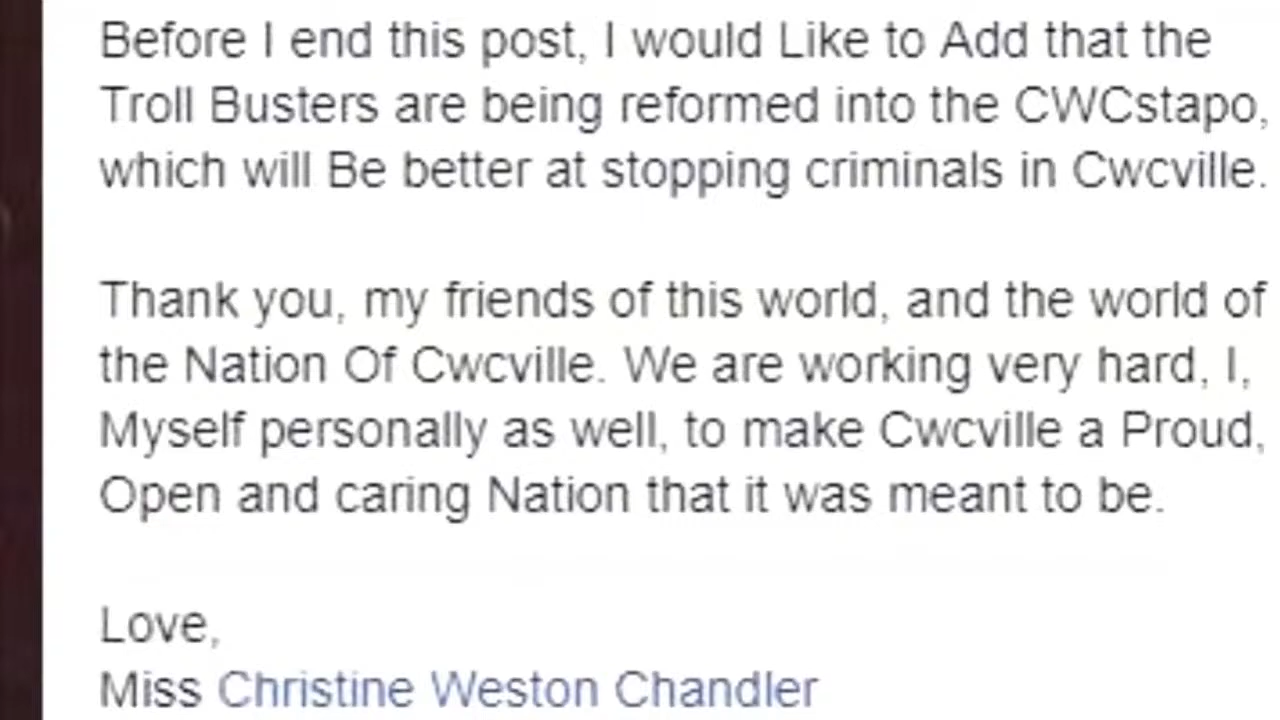 Before I end this post, I would Like to Add that the
Troll Busters are being reformed into the CWCstapo,
which will Be better at stopping criminals in Cwcville.
Thank you, my friends of this world, and the world of
the Nation Of Cwcville. We are working very hard, I,
Myself personally as well, to make Cwcville a Proud,
Open and caring Nation that it was meant to be.
Love,
Miss Christine Weston Chandler